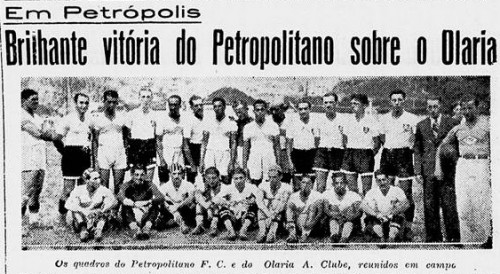 Em Petrópolis
Brilhante vitória do Petropolitano sobre o Olaria
Os quadros do Petropolitano F. C. e do Olaria A. Clube, reunidos em campo